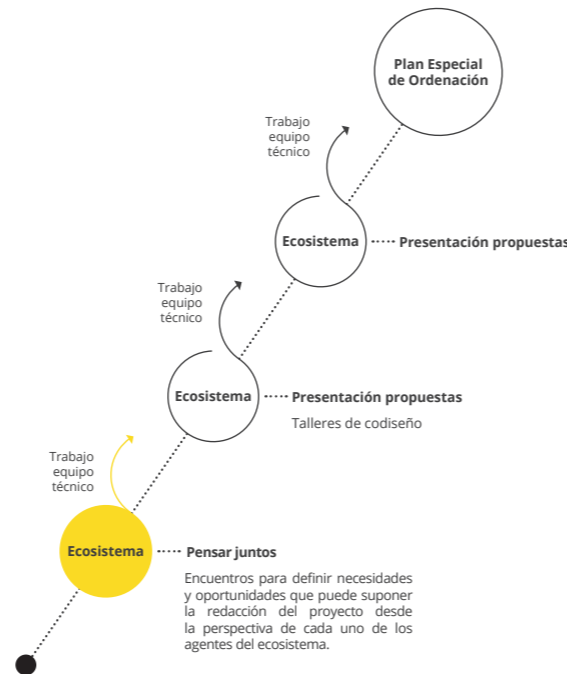 Plan Especial
de Ordenación
Trabajo
equipo
técnico
Ecosistema
Presentación propuestas
Trabajo
equipo
técnico
Ecosistema
Presentación propuestas
Talleres de codiseño
Trabajo
equipo
técnico
Ecosistema
Pensar juntos
Encuentros para definir necesidades
y oportunidades que puede suponer
la redacción del proyecto desde
la perspectiva de cada uno de los
agentes del ecosistema.